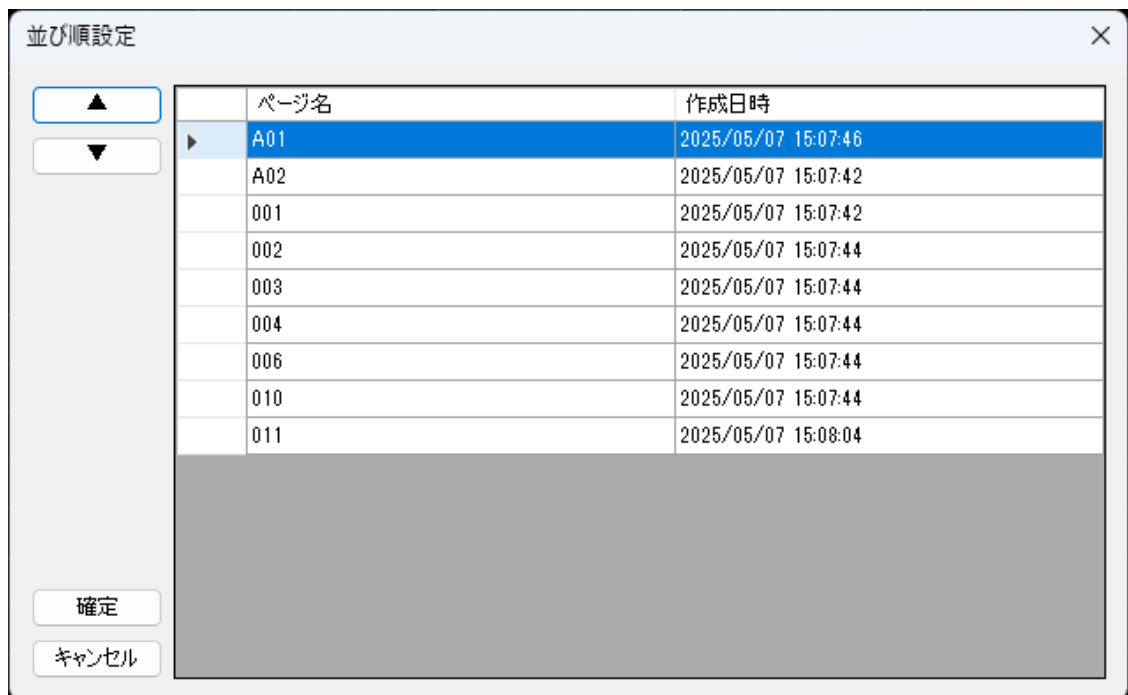 並び順設定
▲
▼
ページ名 作成日時
A01 2025/05/07 15:07:46
A02 2025/05/07 15:07:42
001 2025/05/07 15:07:42
002 2025/05/07 15:07:44
003 2025/05/07 15:07:44
004 2025/05/07 15:07:44
006 2025/05/07 15:07:44
010 2025/05/07 15:07:44
011 2025/05/07 15:08:04
確定
キャンセル